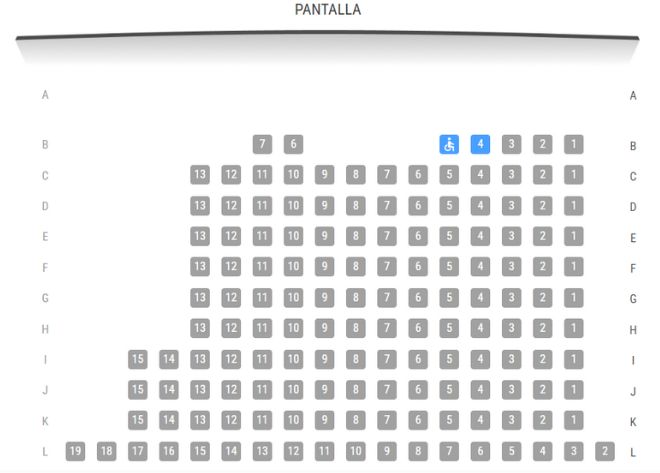 PANTALLA
A A
B 7 6 4 3 2 1 B
C 13 12 11 10 9 8 7 6 5 4 3 2 1 C
D 13 12 11 10 9 8 7 6 5 4 3 2 1 D
E 13 12 11 10 9 8 7 6 5 4 3 2 1 E
F 13 12 11 10 9 8 7 6 5 4 3 2 1 F
G 13 12 11 10 9 8 7 6 5 4 3 2 1 G
H 13 12 11 10 9 8 7 6 5 4 3 2 1 H
I 15 14 13 12 11 10 9 8 7 6 5 4 3 2 1 I
J 15 14 13 12 11 10 9 8 7 6 5 4 3 2 1 J
K 15 14 13 12 11 10 9 8 7 6 5 4 3 2 1 K
L 19 18 17 16 15 14 13 12 11 10 9 8 7 6 5 4 3 2 L